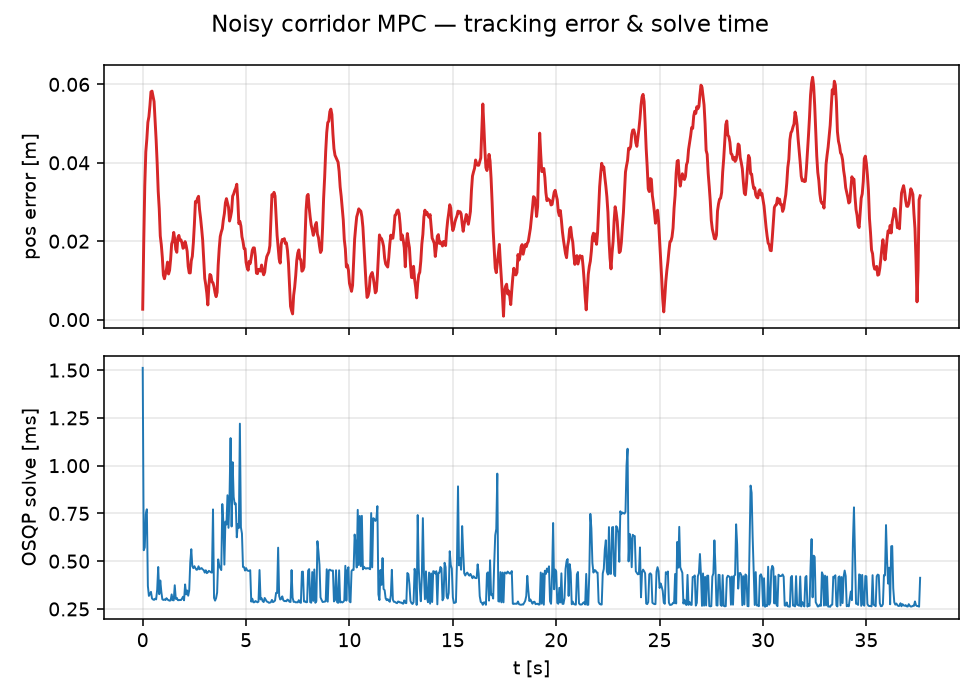 Noisy corridor MPC — tracking error & solve time
pos error [m]
0.06
0.04
0.02
0.00
OSQP solve [ms]
1.50
1.25
1.00
0.75
0.50
0.25
0 5 10 15 20 25 30 35
t [s]